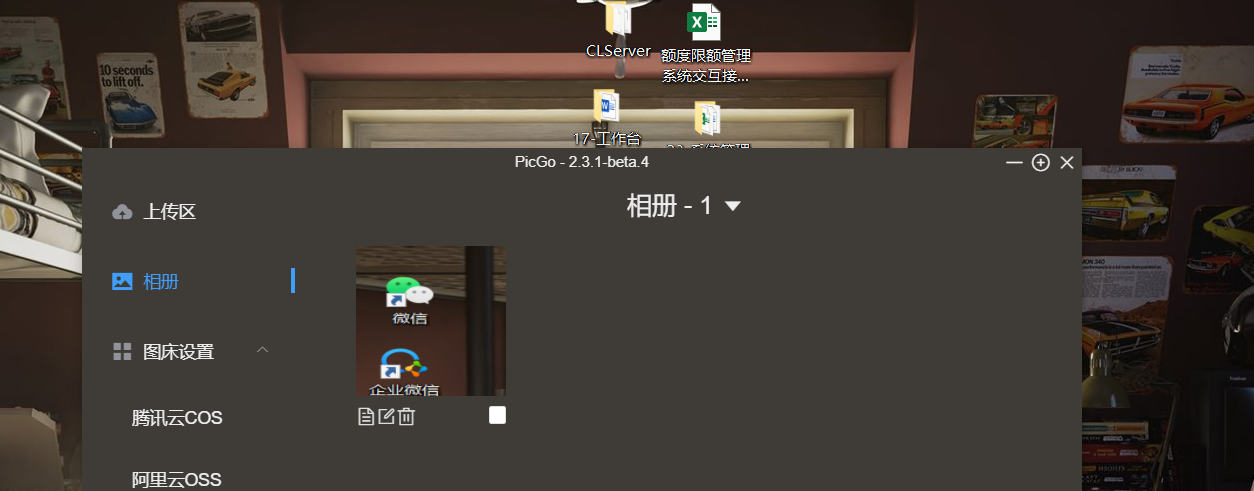 10 seconds
to lift off.
CLServer
额度限额管理
系统交互接...
17-工作台
PicGo - 2.3.1-beta.4
上传区
相册 - 1
相册
微信
企业微信
图床设置
腾讯云COS
阿里云OSS